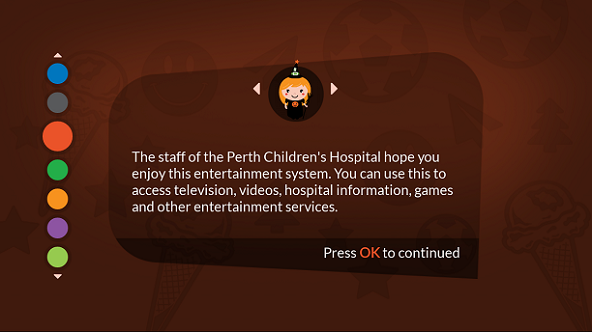 The staff of the Perth Children's Hospital hope you
enjoy this entertainment system. You can use this to
access television, videos, hospital information, games
and other entertainment services.
Press OK to continued